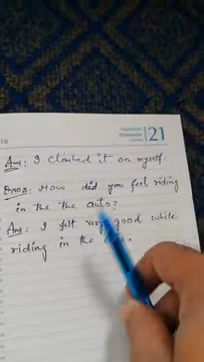 21
Ans: I climbed it on myself.
Ques: How did you feel riding
in the the auto?
Ans: I felt very good while
riding in the